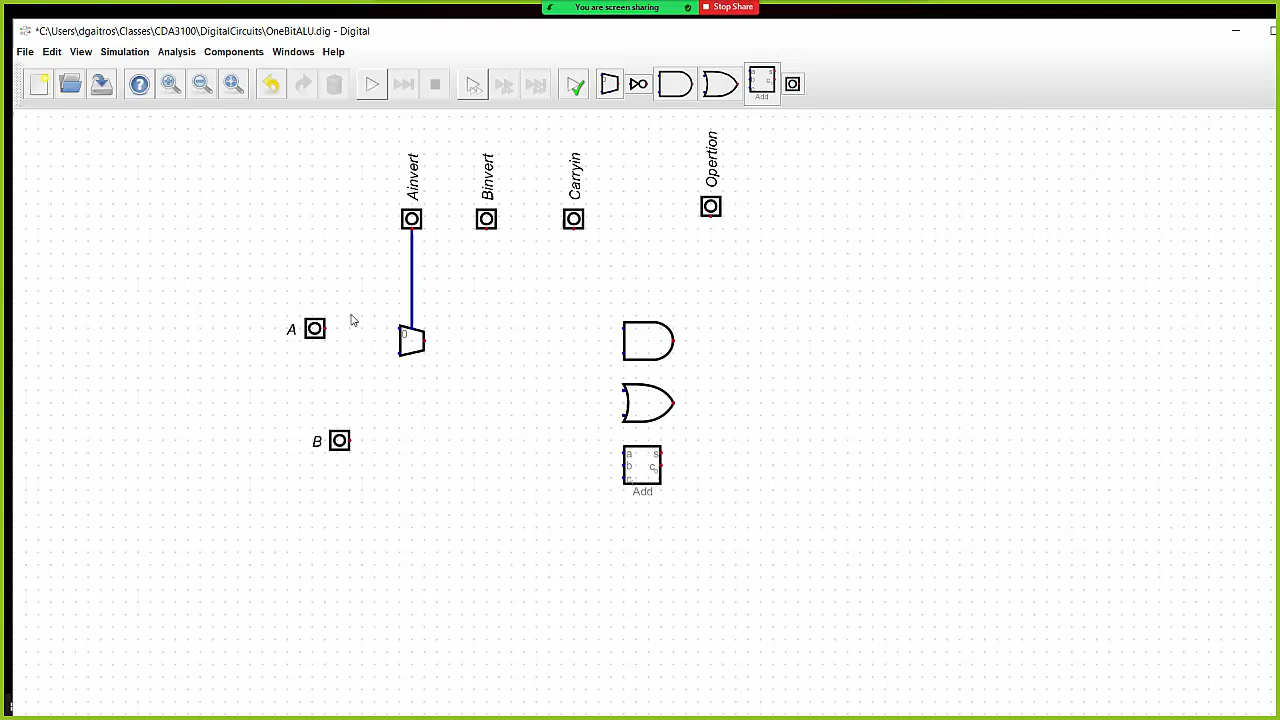 You are screen sharing
Stop Share
*C:\Users\dgaitros\Classes\CDA3100\DigitalCircuits\OneBitALU.dig - Digital
File Edit View Simulation Analysis Components Windows Help
Add
Ainvert
Binvert
Carryin
Opertion
A
0
B
a s
b c
c
Add